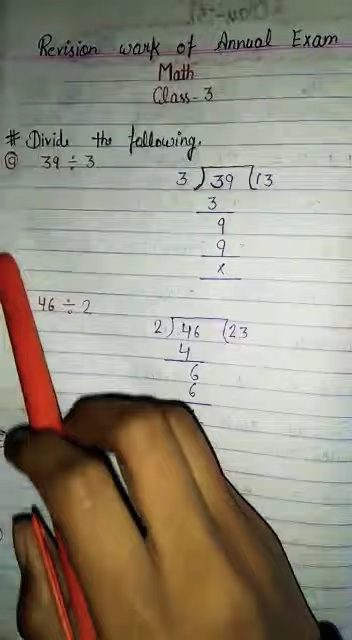 Revision wark of Annual Exam
Math
Class-3
# Divide the following.
39 ÷ 3
3 ) 39 ( 13
3
9
9
x
46 ÷ 2
2 ) 46 ( 23
4
6
6